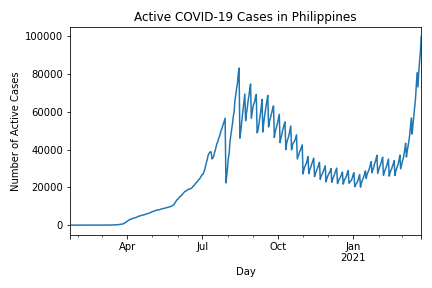 Active COVID-19 Cases in Philippines
Number of Active Cases
100000
80000
60000
40000
20000
0
Apr
Jul
Oct
Jan
2021
Day